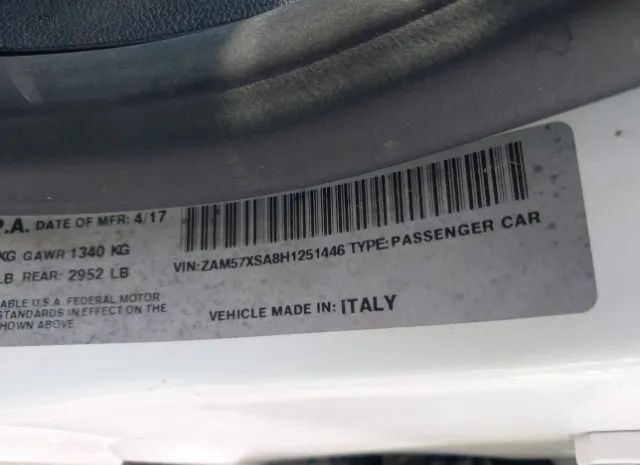 P.A. DATE OF MFR: 4/17
KG GAWR 1340 KG
LB REAR: 2952 LB
VIN: ZAM57XSA8H1251446 TYPE: PASSENGER CAR
ABLE U.S.A. FEDERAL MOTOR
STANDARDS IN EFFECT ON THE
HOWN ABOVE
VEHICLE MADE IN: ITALY